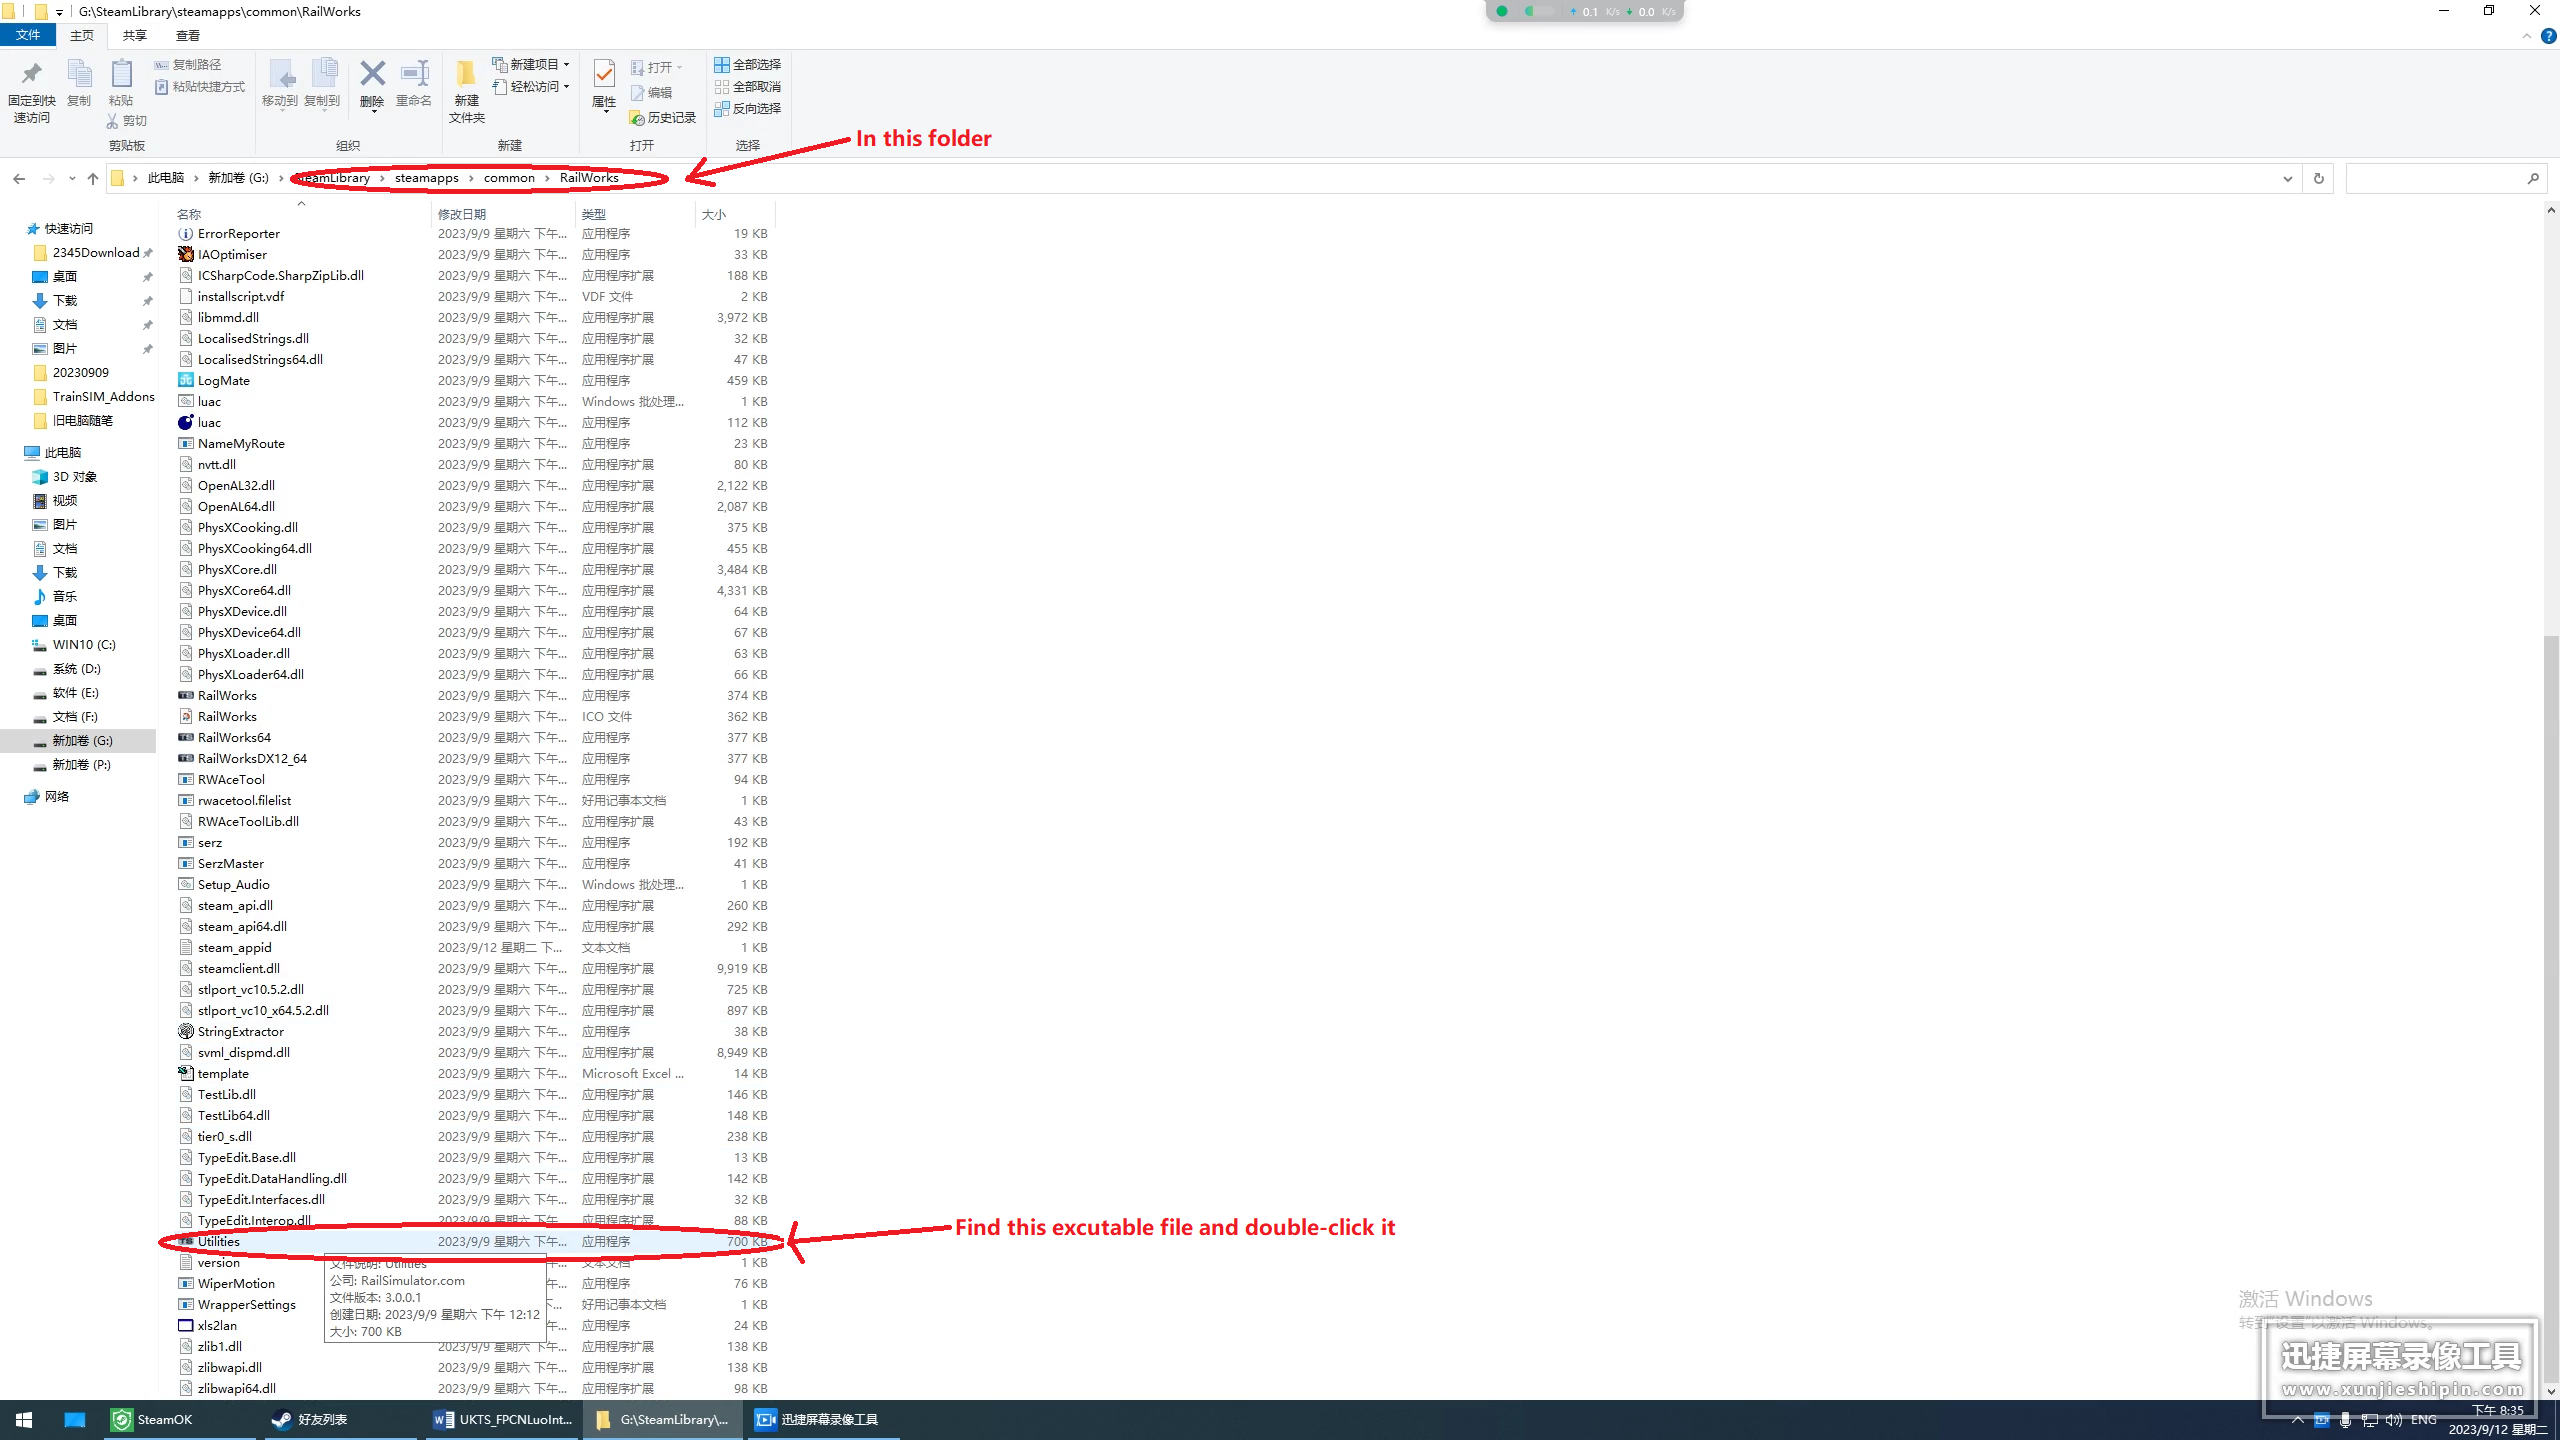 G:\SteamLibrary\steamapps\common\RailWorks
0.1 K/s 0.0 K/s
文件 主页 共享 查看
固定到快速访问
复制
粘贴
复制路径
粘贴快捷方式
剪切
剪贴板
移动到 复制到 删除 重命名
组织
新建文件夹
新建项目
轻松访问
新建
属性
打开
编辑
历史记录
打开
全部选择
全部取消
反向选择
选择
In this folder
此电脑 新加卷 (G:) SteamLibrary steamapps common RailWorks
快速访问
2345Download
桌面
下载
文档
图片
20230909
TrainSIM_Addons
旧电脑随笔
此电脑
3D 对象
视频
图片
文档
下载
音乐
桌面
WIN10 (C:)
系统 (D:)
软件 (E:)
文档 (F:)
新加卷 (G:)
新加卷 (P:)
网络
名称 修改日期 类型 大小
ErrorReporter 2023/9/9 星期六 下午... 应用程序 19 KB
IAOptimiser 2023/9/9 星期六 下午... 应用程序 33 KB
ICSharpCode.SharpZipLib.dll 2023/9/9 星期六 下午... 应用程序扩展 188 KB
installscript.vdf 2023/9/9 星期六 下午... VDF 文件 2 KB
libmmd.dll 2023/9/9 星期六 下午... 应用程序扩展 3,972 KB
LocalisedStrings.dll 2023/9/9 星期六 下午... 应用程序扩展 32 KB
LocalisedStrings64.dll 2023/9/9 星期六 下午... 应用程序扩展 47 KB
LogMate 2023/9/9 星期六 下午... 应用程序 459 KB
luac 2023/9/9 星期六 下午... Windows 批处理... 1 KB
luac 2023/9/9 星期六 下午... 应用程序 112 KB
NameMyRoute 2023/9/9 星期六 下午... 应用程序 23 KB
nvtt.dll 2023/9/9 星期六 下午... 应用程序扩展 80 KB
OpenAL32.dll 2023/9/9 星期六 下午... 应用程序扩展 2,122 KB
OpenAL64.dll 2023/9/9 星期六 下午... 应用程序扩展 2,087 KB
PhysXCooking.dll 2023/9/9 星期六 下午... 应用程序扩展 375 KB
PhysXCooking64.dll 2023/9/9 星期六 下午... 应用程序扩展 455 KB
PhysXCore.dll 2023/9/9 星期六 下午... 应用程序扩展 3,484 KB
PhysXCore64.dll 2023/9/9 星期六 下午... 应用程序扩展 4,331 KB
PhysXDevice.dll 2023/9/9 星期六 下午... 应用程序扩展 64 KB
PhysXDevice64.dll 2023/9/9 星期六 下午... 应用程序扩展 67 KB
PhysXLoader.dll 2023/9/9 星期六 下午... 应用程序扩展 63 KB
PhysXLoader64.dll 2023/9/9 星期六 下午... 应用程序扩展 66 KB
RailWorks 2023/9/9 星期六 下午... 应用程序 374 KB
RailWorks 2023/9/9 星期六 下午... ICO 文件 362 KB
RailWorks64 2023/9/9 星期六 下午... 应用程序 377 KB
RailWorksDX12_64 2023/9/9 星期六 下午... 应用程序 377 KB
RWAceTool 2023/9/9 星期六 下午... 应用程序 94 KB
rwacetool.filelist 2023/9/9 星期六 下午... 好用记事本文档 1 KB
RWAceToolLib.dll 2023/9/9 星期六 下午... 应用程序扩展 43 KB
serz 2023/9/9 星期六 下午... 应用程序 192 KB
SerzMaster 2023/9/9 星期六 下午... 应用程序 41 KB
Setup_Audio 2023/9/9 星期六 下午... Windows 批处理... 1 KB
steam_api.dll 2023/9/9 星期六 下午... 应用程序扩展 260 KB
steam_api64.dll 2023/9/9 星期六 下午... 应用程序扩展 292 KB
steam_appid 2023/9/12 星期二 下... 文本文档 1 KB
steamclient.dll 2023/9/9 星期六 下午... 应用程序扩展 9,919 KB
stlport_vc10.5.2.dll 2023/9/9 星期六 下午... 应用程序扩展 725 KB
stlport_vc10_x64.5.2.dll 2023/9/9 星期六 下午... 应用程序扩展 897 KB
StringExtractor 2023/9/9 星期六 下午... 应用程序 38 KB
svml_dispmd.dll 2023/9/9 星期六 下午... 应用程序扩展 8,949 KB
template 2023/9/9 星期六 下午... Microsoft Excel ... 14 KB
TestLib.dll 2023/9/9 星期六 下午... 应用程序扩展 146 KB
TestLib64.dll 2023/9/9 星期六 下午... 应用程序扩展 148 KB
tier0_s.dll 2023/9/9 星期六 下午... 应用程序扩展 238 KB
TypeEdit.Base.dll 2023/9/9 星期六 下午... 应用程序扩展 13 KB
TypeEdit.DataHandling.dll 2023/9/9 星期六 下午... 应用程序扩展 142 KB
TypeEdit.Interfaces.dll 2023/9/9 星期六 下午... 应用程序扩展 32 KB
TypeEdit.Interop.dll 2023/9/9 星期六 下午... 应用程序扩展 88 KB
Utilities 2023/9/9 星期六 下午... 应用程序 700 KB
Find this excutable file and double-click it
version 文本文档 1 KB
WiperMotion 应用程序 76 KB
WrapperSettings 好用记事本文档 1 KB
xls2lan 应用程序 24 KB
zlib1.dll 2023/9/9 星期六 下午... 应用程序扩展 138 KB
zlibwapi.dll 2023/9/9 星期六 下午... 应用程序扩展 138 KB
zlibwapi64.dll 2023/9/9 星期六 下午... 应用程序扩展 98 KB
文件说明: Utilities
公司: RailSimulator.com
文件版本: 3.0.0.1
创建日期: 2023/9/9 星期六 下午 12:12
大小: 700 KB
激活 Windows
转到"设置"以激活 Windows。
迅捷屏幕录像工具
www.xunjieshipin.com
SteamOK
好友列表
UKTS_FPCNLuoInt...
G:\SteamLibrary\...
迅捷屏幕录像工具
ENG
下午 8:35
2023/9/12 星期二